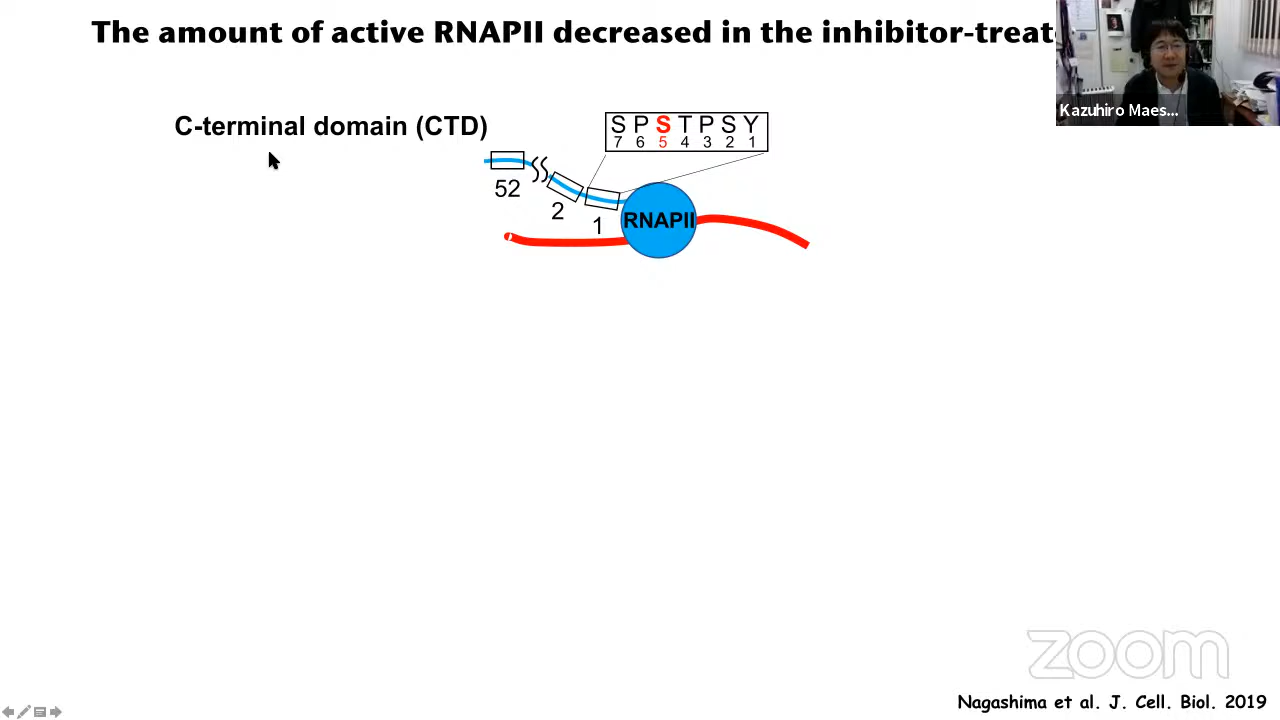 The amount of active RNAPII decreased in the inhibitor-treat
Kazuhiro Maes...
C-terminal domain (CTD)
S P S T P S Y
7 6 5 4 3 2 1
52
2
1
RNAPII
zoom
Nagashima et al. J. Cell. Biol. 2019